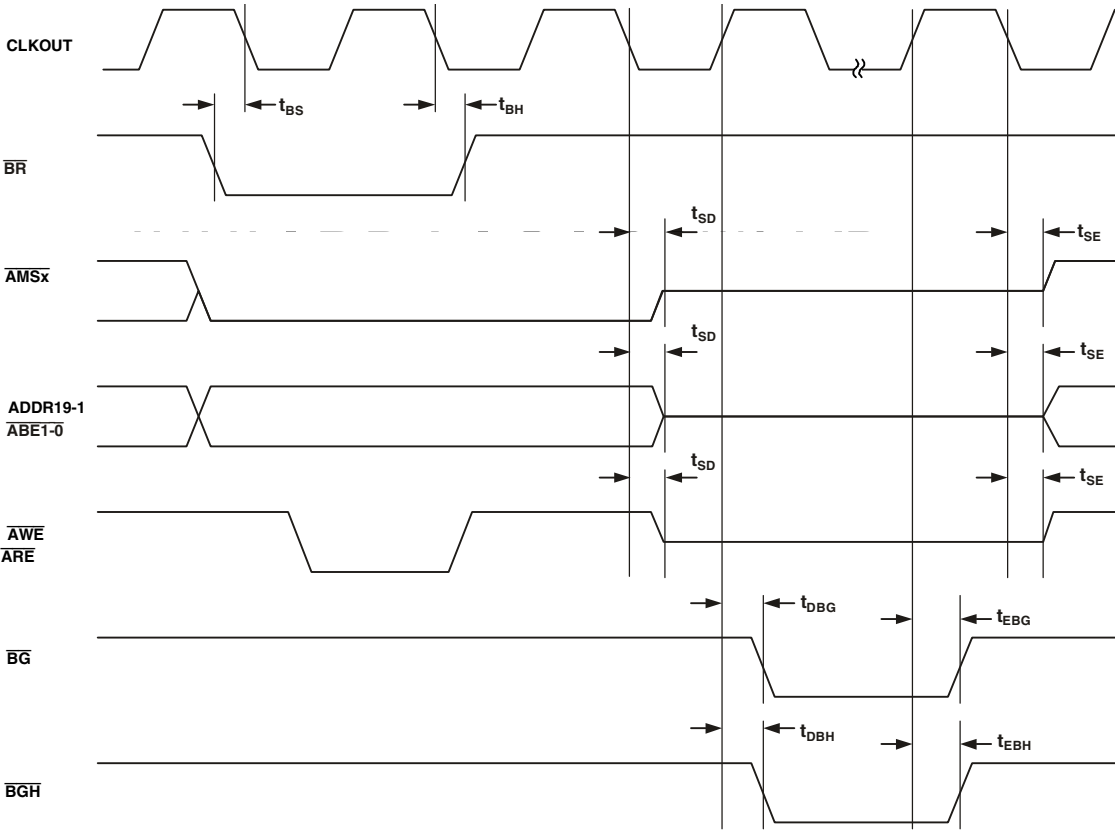 CLKOUT
tBS
tBH
BR
tSD
tSE
AMSx
tSD
tSE
ADDR19-1
ABE1-0
tSD
tSE
AWE
ARE
tDBG
tEBG
BG
tDBH
tEBH
BGH